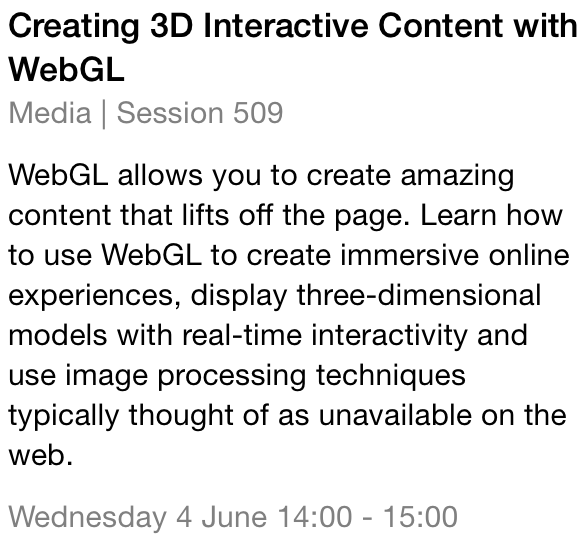 Creating 3D Interactive Content with
WebGL
Media | Session 509
WebGL allows you to create amazing
content that lifts off the page. Learn how
to use WebGL to create immersive online
experiences, display three-dimensional
models with real-time interactivity and
use image processing techniques
typically thought of as unavailable on the
web.
Wednesday 4 June 14:00 - 15:00